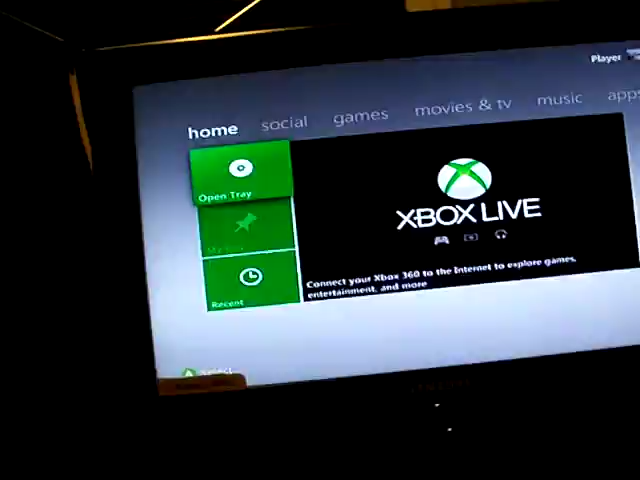 Player
home social games movies & tv music apps
Open Tray
XBOX LIVE
Recent
Connect your Xbox 360 to the Internet to explore games,
entertainment, and more
select